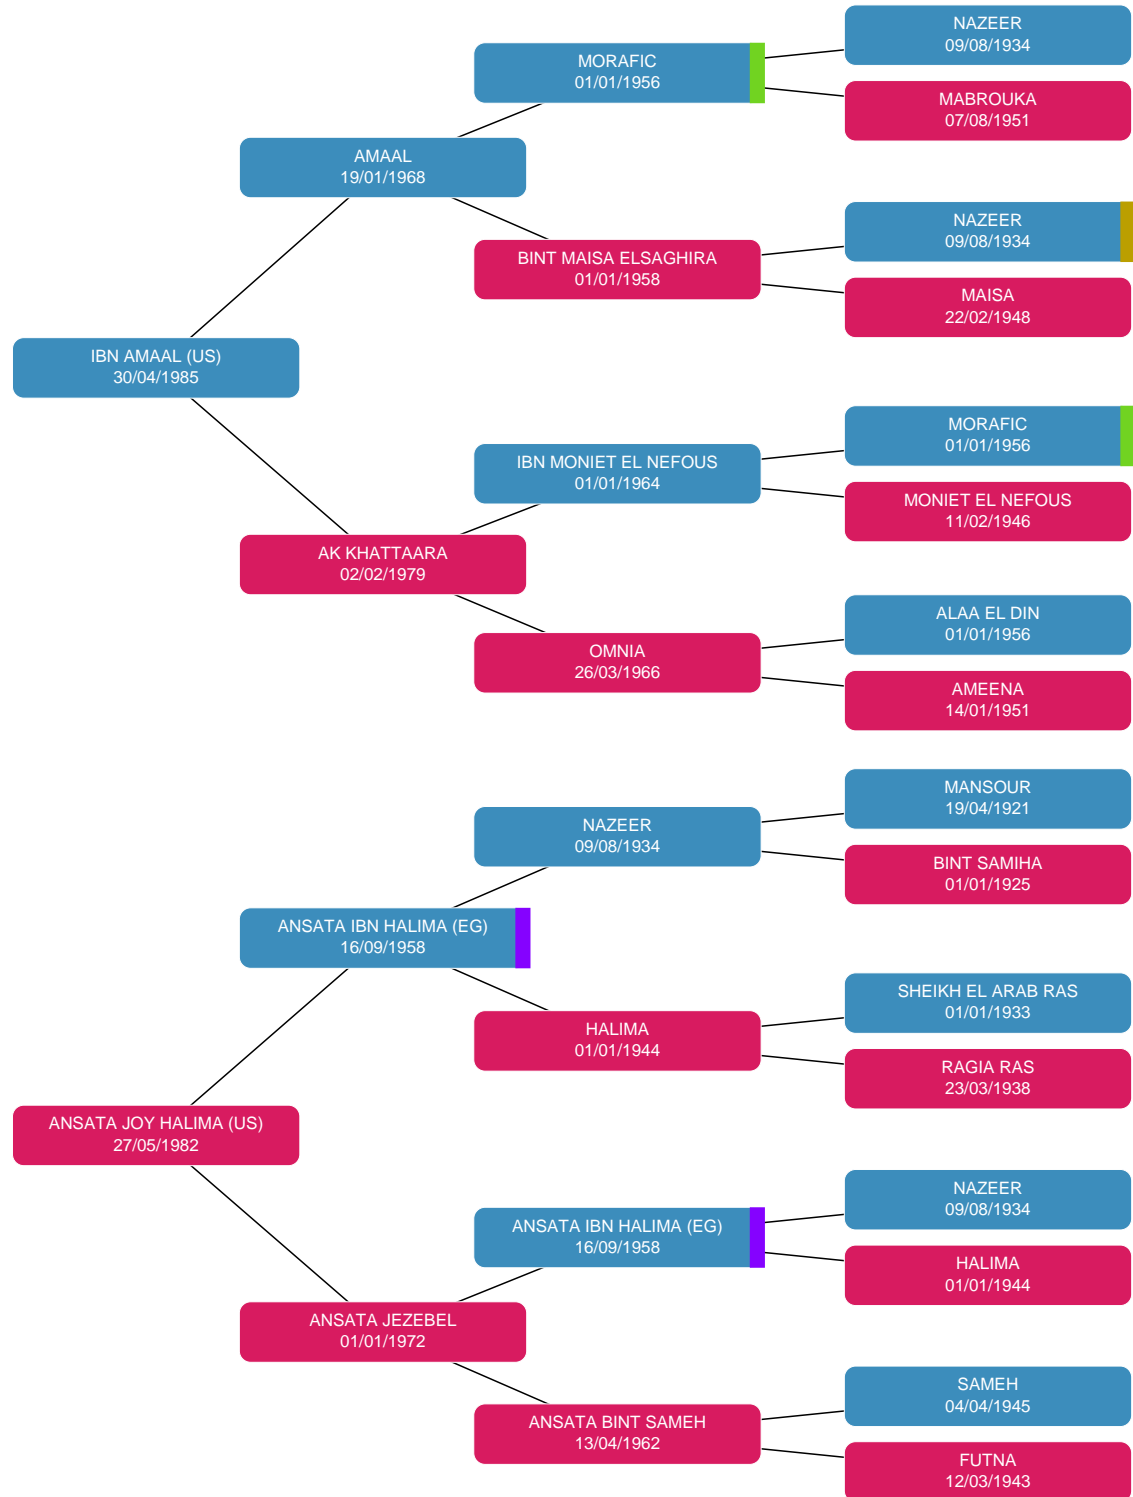 NAZEER
09/08/1934
MORAFIC
01/01/1956
MABROUKA
07/08/1951
AMAAL
19/01/1968
NAZEER
09/08/1934
BINT MAISA ELSAGHIRA
01/01/1958
MAISA
22/02/1948
IBN AMAAL (US)
30/04/1985
MORAFIC
01/01/1956
IBN MONIET EL NEFOUS
01/01/1964
MONIET EL NEFOUS
11/02/1946
AK KHATTAARA
02/02/1979
ALAA EL DIN
01/01/1956
OMNIA
26/03/1966
AMEENA
14/01/1951
MANSOUR
19/04/1921
NAZEER
09/08/1934
BINT SAMIHA
01/01/1925
ANSATA IBN HALIMA (EG)
16/09/1958
SHEIKH EL ARAB RAS
01/01/1933
HALIMA
01/01/1944
RAGIA RAS
23/03/1938
ANSATA JOY HALIMA (US)
27/05/1982
NAZEER
09/08/1934
ANSATA IBN HALIMA (EG)
16/09/1958
HALIMA
01/01/1944
ANSATA JEZEBEL
01/01/1972
SAMEH
04/04/1945
ANSATA BINT SAMEH
13/04/1962
FUTNA
12/03/1943